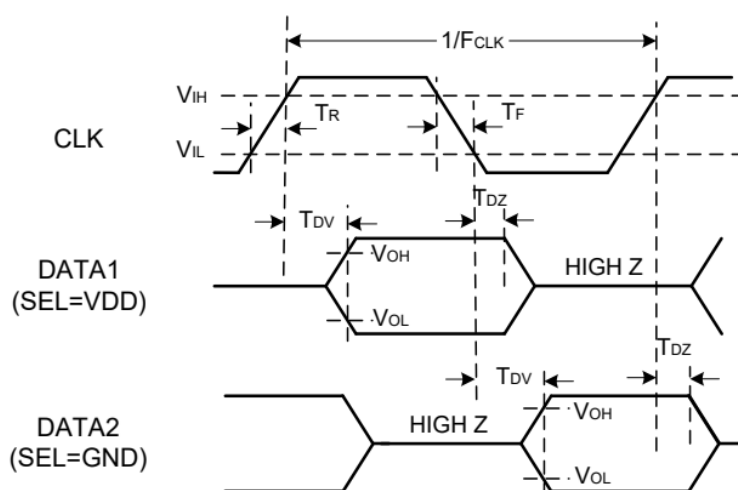 1/FCLK
VIH
TR
TF
CLK
VIL
TDV
TDZ
VOH
DATA1
(SEL=VDD)
HIGH Z
VOL
TDZ
TDV
DATA2
(SEL=GND)
HIGH Z
VOH
VOL